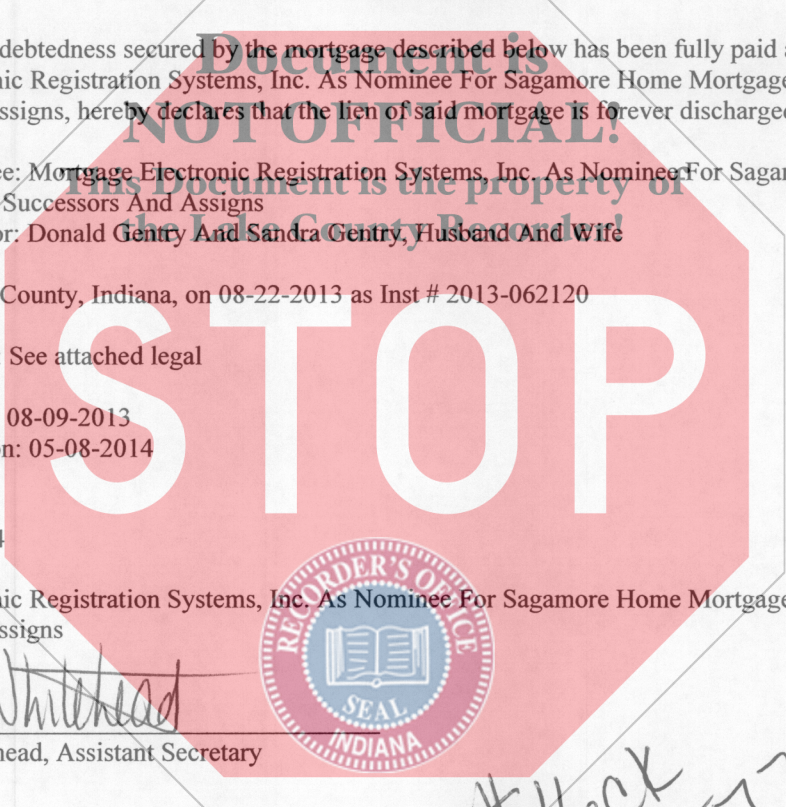 debtedness secured by the mortgage described below has been fully paid
Document is
nic Registration Systems, Inc. As Nominee For Sagamore Home Mortgage
ssigns, hereby declares that the lien of said mortgage is forever discharged
NOT OFFICIAL!
ee: Mortgage Electronic Registration Systems, Inc. As Nominee For Sagam
This Document is the property of
Successors And Assigns
or: Donald Gentry And Sandra Gentry, Husband And Wife
the Lake County Recorder!
County, Indiana, on 08-22-2013 as Inst # 2013-062120
STOP
: See attached legal
08-09-2013
n: 05-08-2014
4
RECORDER'S OFFICE
nic Registration Systems, Inc. As Nominee For Sagamore Home Mortgage
ssigns
SEAL
INDIANA
Whitehead
head, Assistant Secretary